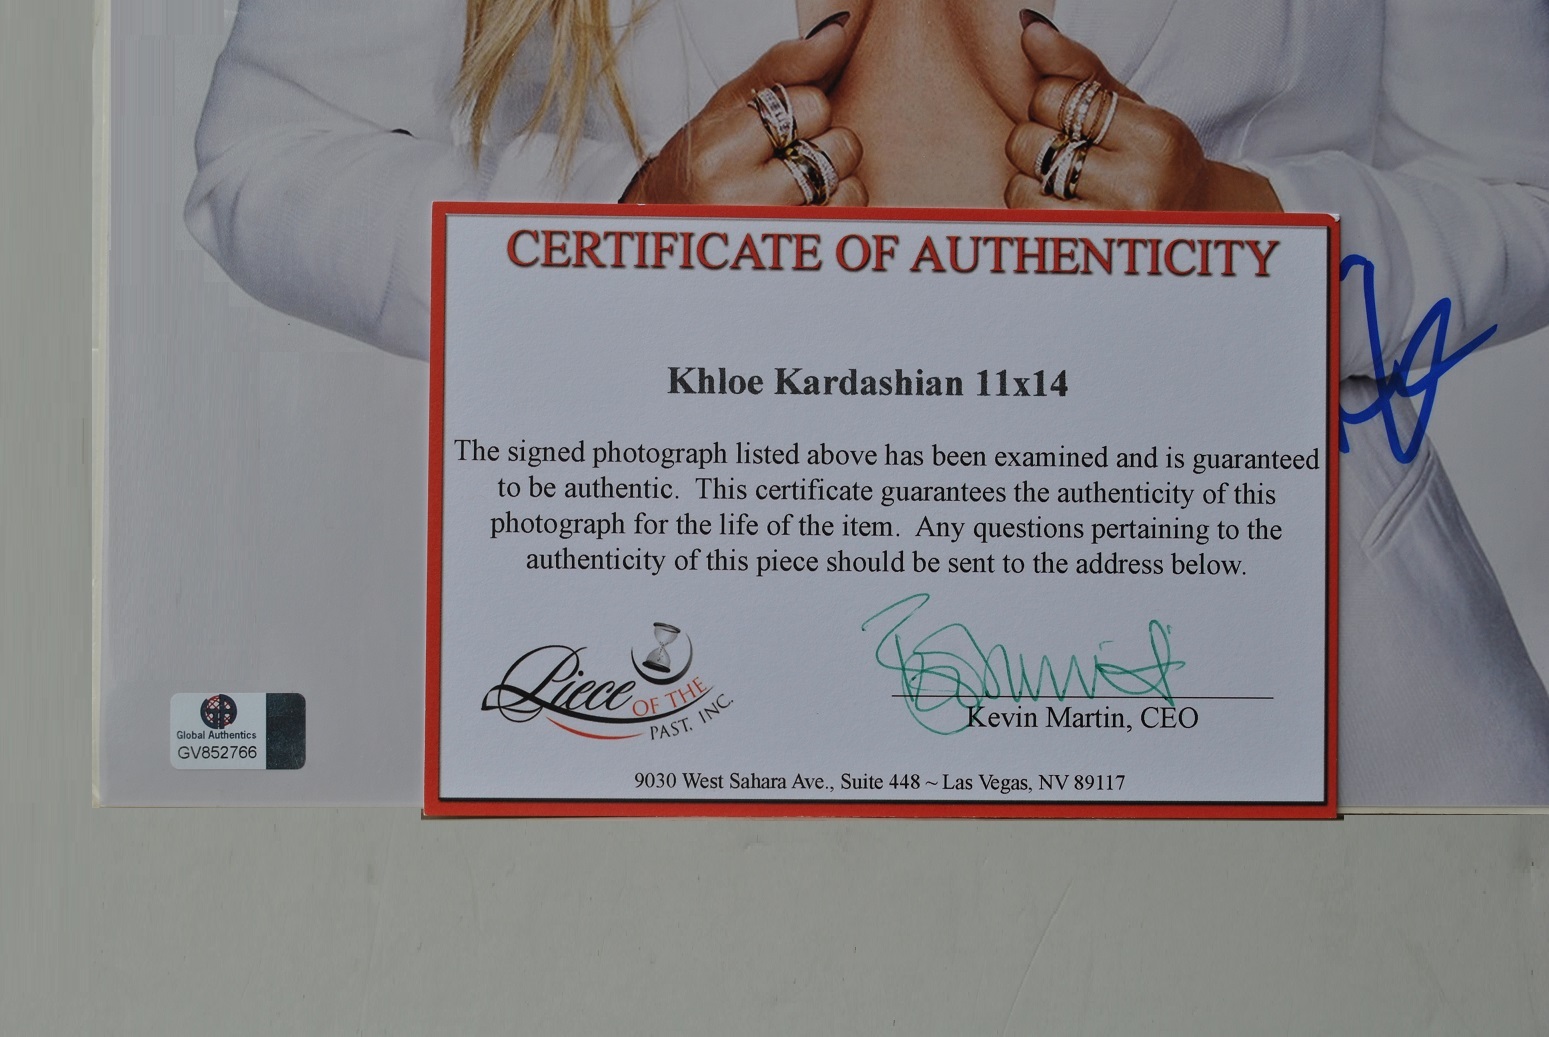 CERTIFICATE OF AUTHENTICITY
Khloe Kardashian 11x14
The signed photograph listed above has been examined and is guaranteed
to be authentic. This certificate guarantees the authenticity of this
photograph for the life of the item. Any questions pertaining to the
authenticity of this piece should be sent to the address below.
Piece
OF THE
PAST, INC.
Kevin Martin, CEO
9030 West Sahara Ave., Suite 448 ~ Las Vegas, NV 89117
Global Authentics
GV852766